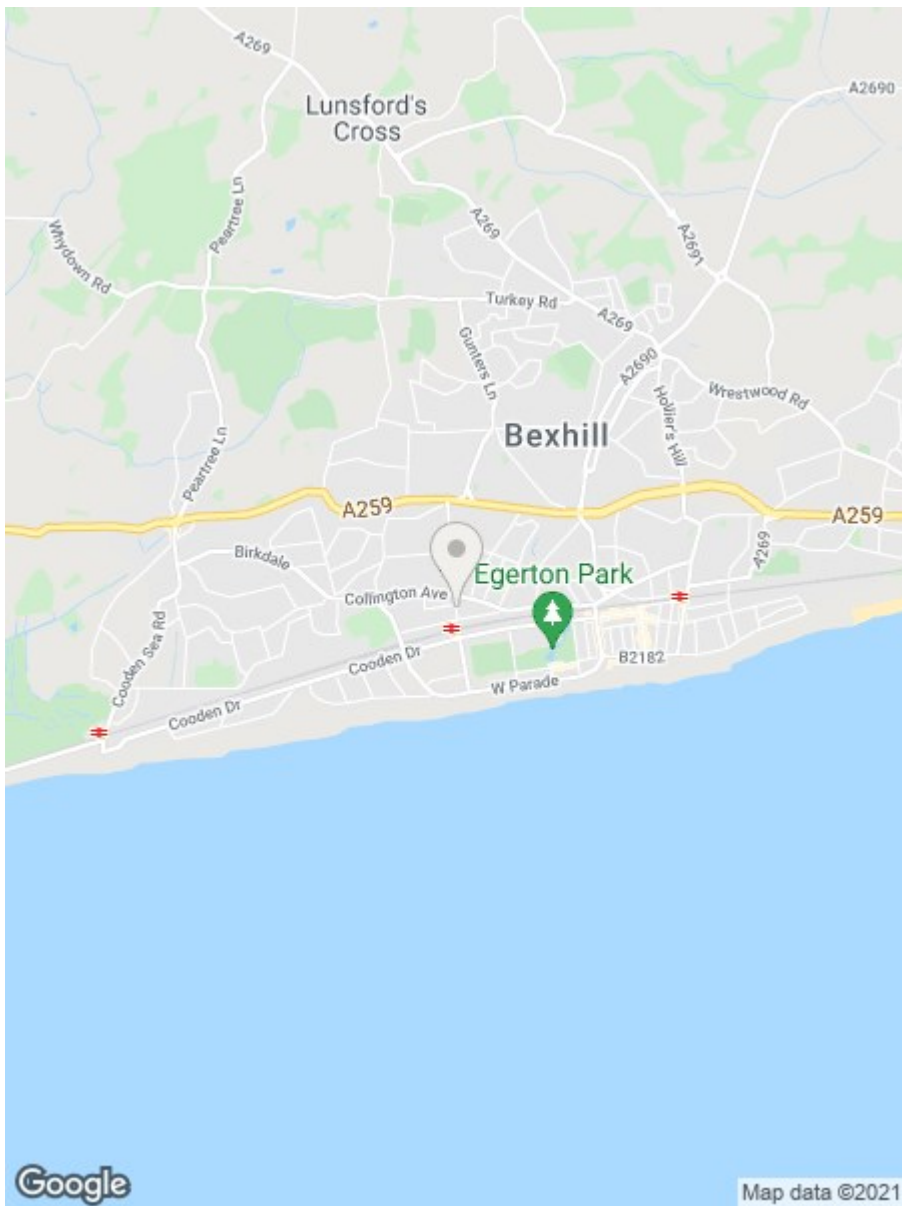 A269
A2690
Lunsford's
Cross
Peartree Ln
A269
A2691
Whydown Rd
Turkey Rd
A269
Gunters Ln
A2690
Wrestwood Rd
Hollier's Hill
Bexhill
Peartree Ln
A259
A259
A269
Birkdale
Egerton Park
Collington Ave
Cooden Sea Rd
Cooden Dr
B2182
W Parade
Cooden Dr
Google
Map data ©2021